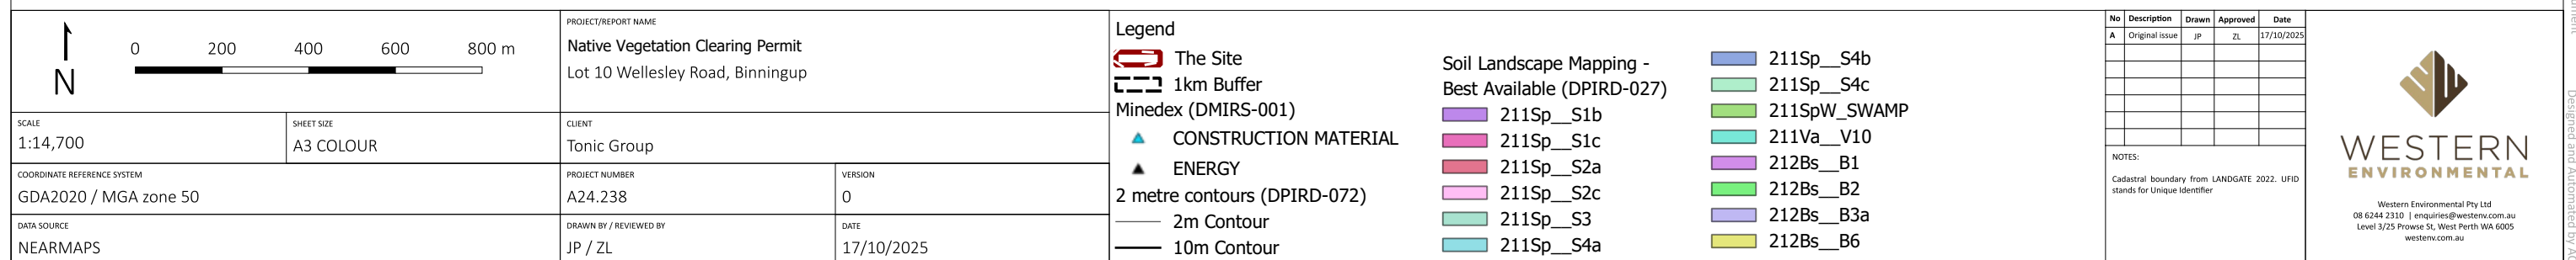 0 200 400 600 800 m
N
SCALE
1:14,700
SHEET SIZE
A3 COLOUR
COORDINATE REFERENCE SYSTEM
GDA2020 / MGA zone 50
DATA SOURCE
NEARMAPS
PROJECT/REPORT NAME
Native Vegetation Clearing Permit
Lot 10 Wellesley Road, Binningup
CLIENT
Tonic Group
PROJECT NUMBER
A24.238
VERSION
0
DRAWN BY / REVIEWED BY
JP / ZL
DATE
17/10/2025
Legend
The Site
1km Buffer
Minedex (DMIRS-001)
CONSTRUCTION MATERIAL
ENERGY
2 metre contours (DPIRD-072)
2m Contour
10m Contour
Soil Landscape Mapping -
Best Available (DPIRD-027)
211Sp__S1b
211Sp__S1c
211Sp__S2a
211Sp__S2c
211Sp__S3
211Sp__S4a
211Sp__S4b
211Sp__S4c
211SpW_SWAMP
211Va__V10
212Bs__B1
212Bs__B2
212Bs__B3a
212Bs__B6
No Description Drawn Approved Date
A Original issue JP ZL 17/10/2025
NOTES:
Cadastral boundary from LANDGATE 2022. UFID
stands for Unique Identifier
WESTERN
ENVIRONMENTAL
Western Environmental Pty Ltd
08 6244 2310 | enquiries@westenv.com.au
Level 3/25 Prowse St, West Perth WA 6005
westenv.com.au
Designed and Automated by